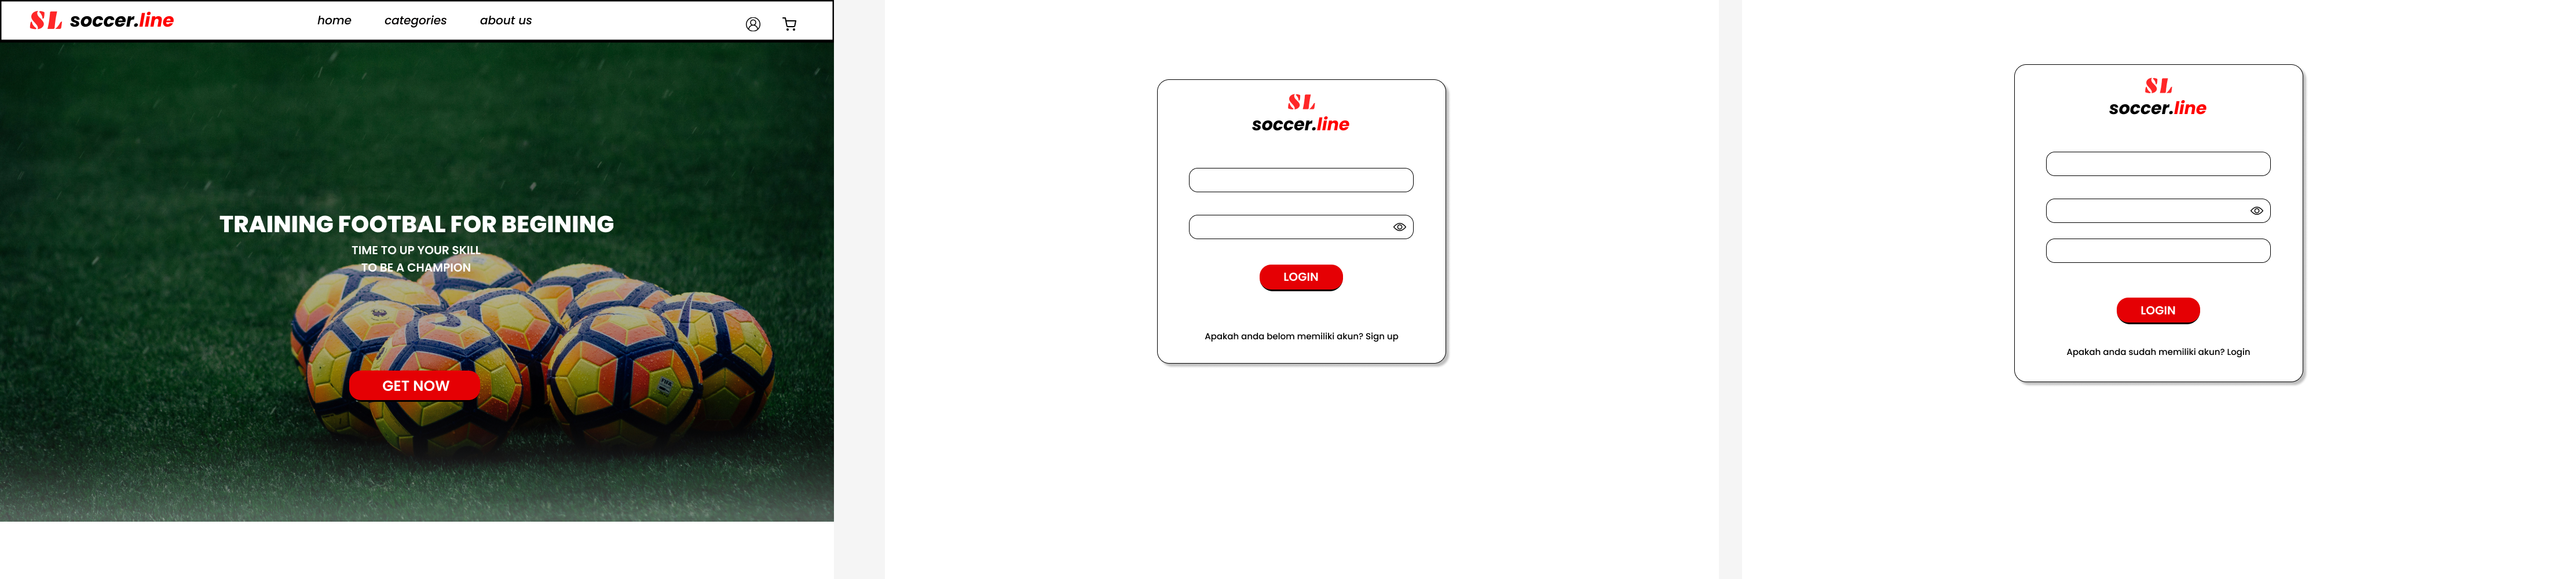 SL soccer.line
home categories about us
TRAINING FOOTBAL FOR BEGINING
TIME TO UP YOUR SKILL
TO BE A CHAMPION
GET NOW
SL
soccer.line
LOGIN
Apakah anda belom memiliki akun? Sign up
SL
soccer.line
LOGIN
Apakah anda sudah memiliki akun? Login